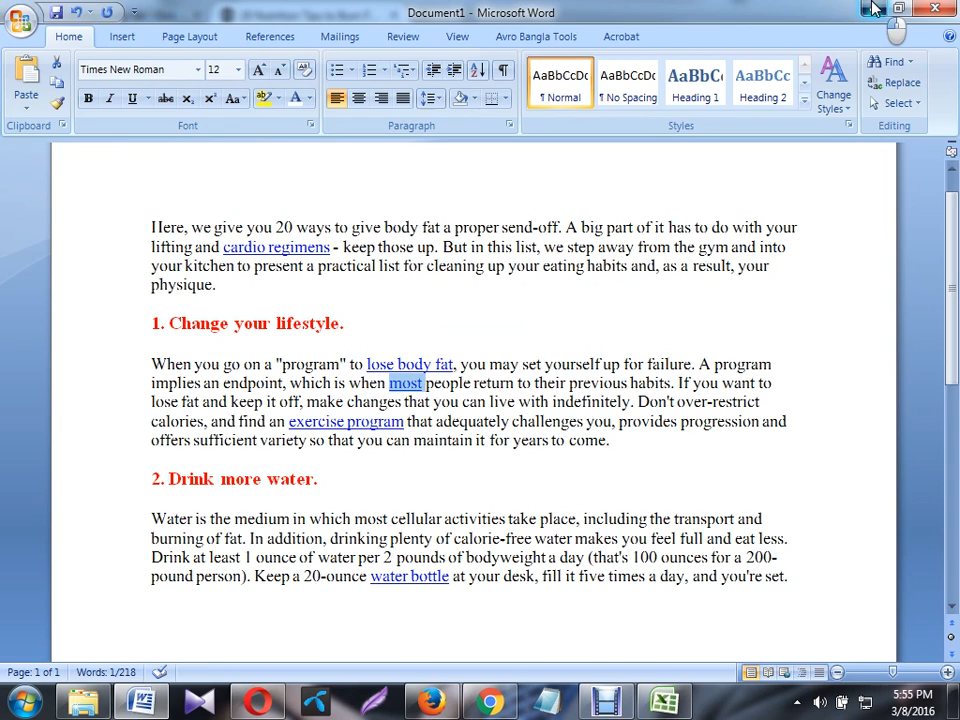 Document1 - Microsoft Word
Home Insert Page Layout References Mailings Review View Avro Bangla Tools Acrobat
Times New Roman 12
AaBbCcDc AaBbCcDc AaBbCc AaBbCc
¶ Normal ¶ No Spacing Heading 1 Heading 2
Paste
Change
Styles
Find
Replace
Select
Clipboard Font Paragraph Styles Editing
Here, we give you 20 ways to give body fat a proper send-off. A big part of it has to do with your
lifting and cardio regimens - keep those up. But in this list, we step away from the gym and into
your kitchen to present a practical list for cleaning up your eating habits and, as a result, your
physique.
1. Change your lifestyle.
When you go on a "program" to lose body fat, you may set yourself up for failure. A program
implies an endpoint, which is when most people return to their previous habits. If you want to
lose fat and keep it off, make changes that you can live with indefinitely. Don't over-restrict
calories, and find an exercise program that adequately challenges you, provides progression and
offers sufficient variety so that you can maintain it for years to come.
2. Drink more water.
Water is the medium in which most cellular activities take place, including the transport and
burning of fat. In addition, drinking plenty of calorie-free water makes you feel full and eat less.
Drink at least 1 ounce of water per 2 pounds of bodyweight a day (that's 100 ounces for a 200-
pound person). Keep a 20-ounce water bottle at your desk, fill it five times a day, and you're set.
Page: 1 of 1 Words: 1/218
5:55 PM
3/8/2016